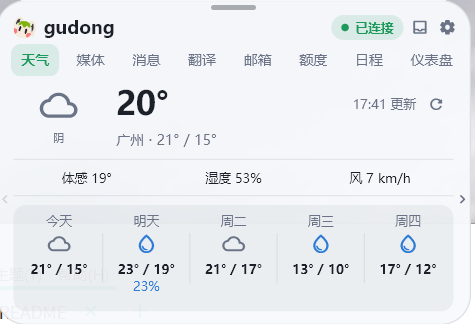 gudong
已连接
天气 媒体 消息 翻译 邮箱 额度 日程 仪表盘
20°
17:41 更新
阴
广州 · 21° / 15°
体感 19° 湿度 53% 风 7 km/h
今天 明天 周二 周三 周四
21° / 15° 23° / 19° 21° / 17° 13° / 10° 17° / 12°
23%
README